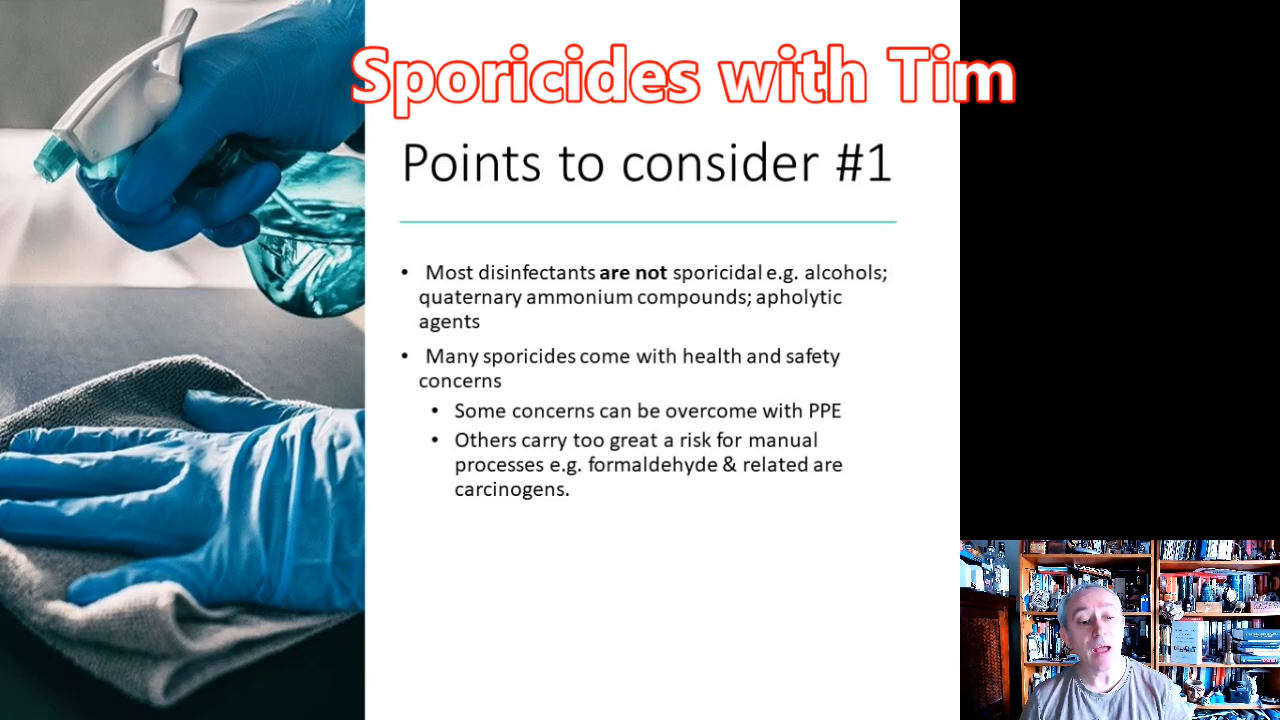 Sporicides with Tim
Points to consider #1
• Most disinfectants are not sporicidal e.g. alcohols;
quaternary ammonium compounds; apholytic
agents
• Many sporicides come with health and safety
concerns
• Some concerns can be overcome with PPE
• Others carry too great a risk for manual
processes e.g. formaldehyde & related are
carcinogens.